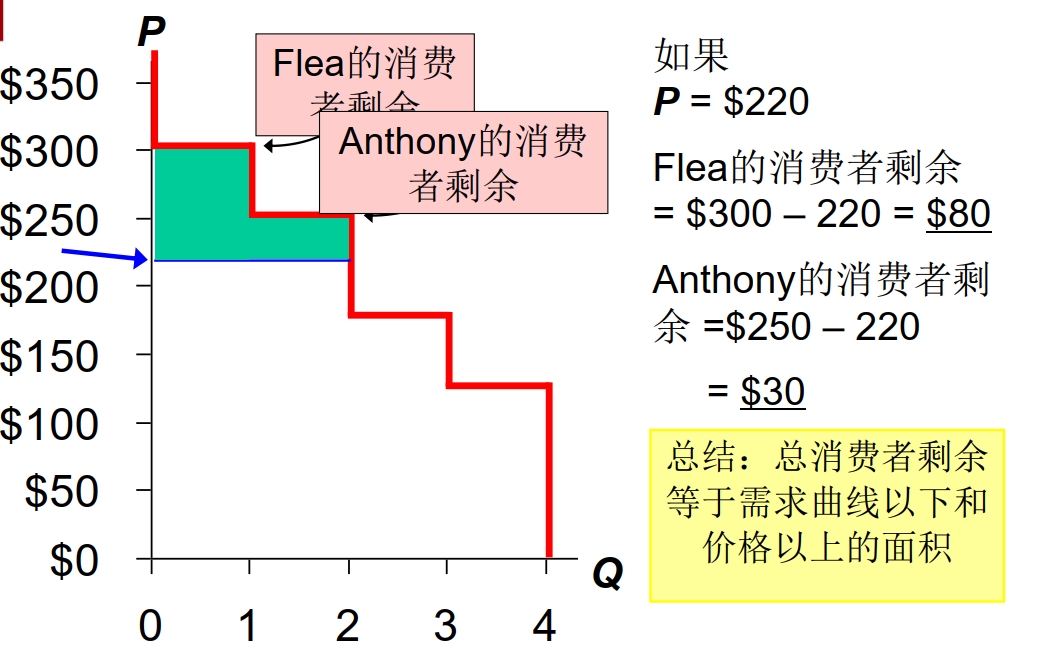 P
$350
$300
$250
$200
$150
$100
$50
$0
0
1
2
3
4
Q
Flea的消费
者剩余
Anthony的消费
者剩余
如果
P = $220
Flea的消费者剩余
= $300 – 220 = $80
Anthony的消费者剩
余 =$250 – 220
= $30
总结：总消费者剩余
等于需求曲线以下和
价格以上的面积